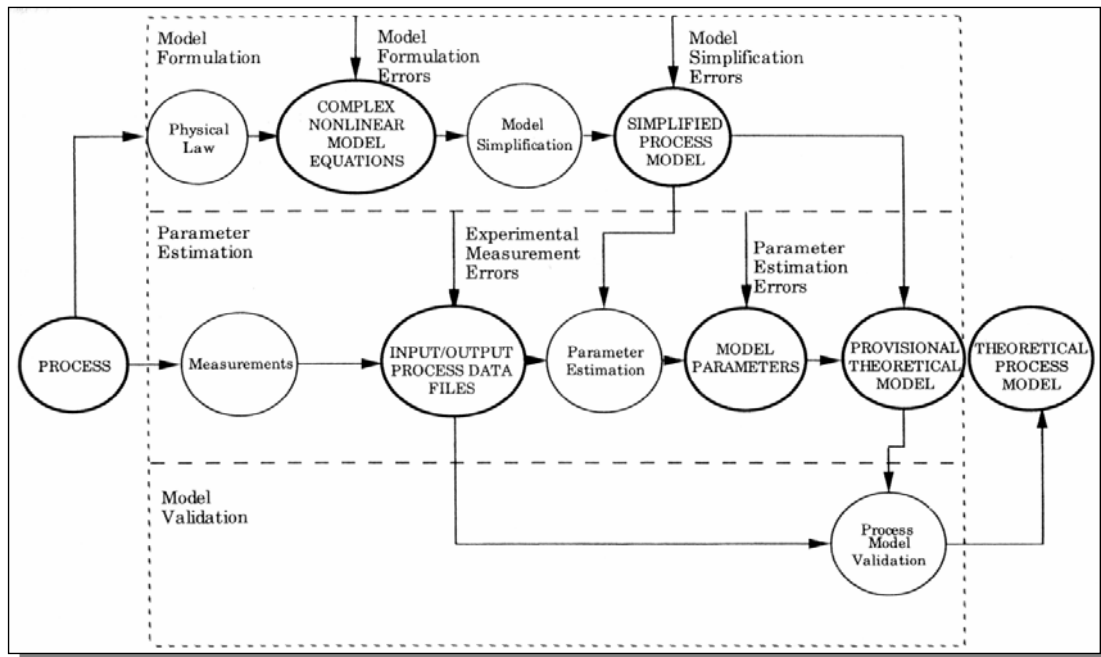 Model
Formulation
Model
Formulation
Errors
Model
Simplification
Errors
Physical
Law
COMPLEX
NONLINEAR
MODEL
EQUATIONS
Model
Simplification
SIMPLIFIED
PROCESS
MODEL
Parameter
Estimation
Experimental
Measurement
Errors
Parameter
Estimation
Errors
PROCESS
Measurements
INPUT/OUTPUT
PROCESS DATA
FILES
Parameter
Estimation
MODEL
PARAMETERS
PROVISIONAL
THEORETICAL
MODEL
THEORETICAL
PROCESS
MODEL
Model
Validation
Process
Model
Validation